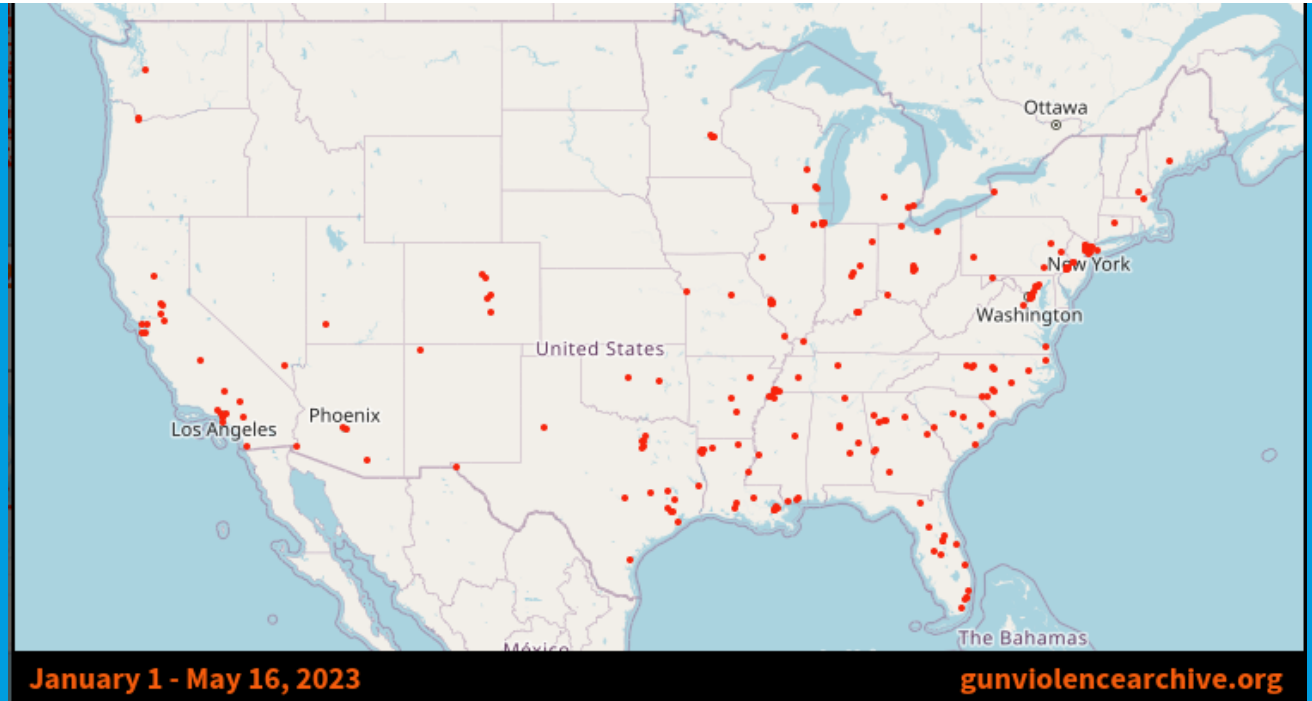 Ottawa
New York
Washington
United States
Phoenix
Los Angeles
The Bahamas
México
January 1 - May 16, 2023
gunviolencearchive.org